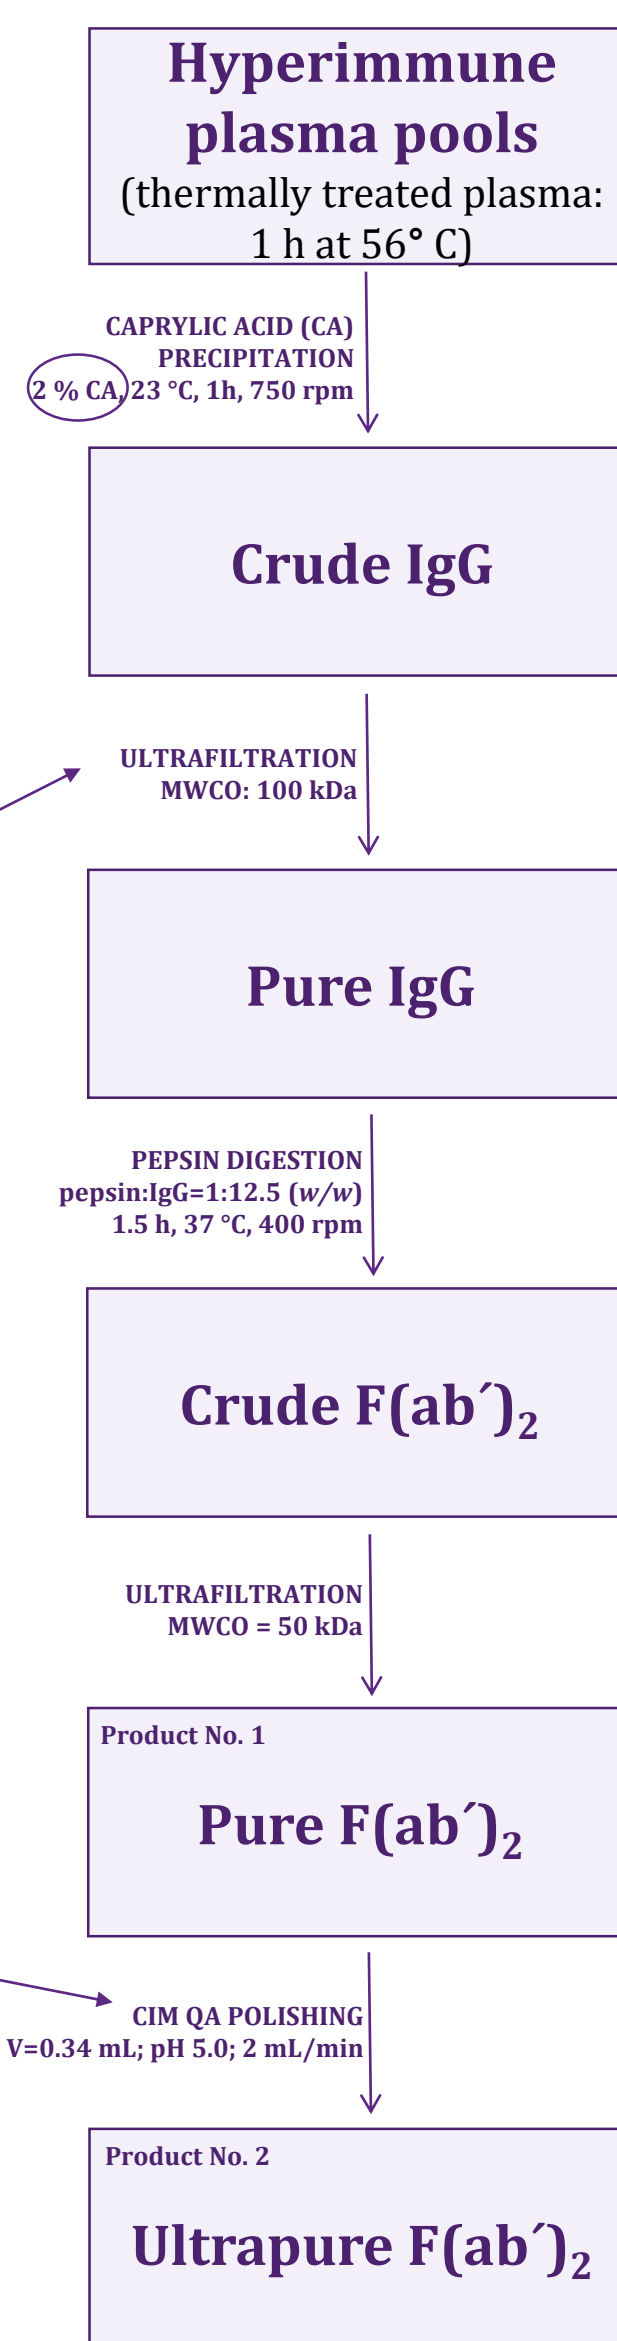 Hyperimmune
plasma pools
(thermally treated plasma:
1 h at 56° C)
CAPRYLIC ACID (CA)
PRECIPITATION
2 % CA, 23 °C, 1h, 750 rpm
Crude IgG
ULTRAFILTRATION
MWCO: 100 kDa
Pure IgG
PEPSIN DIGESTION
pepsin:IgG=1:12.5 (w/w)
1.5 h, 37 °C, 400 rpm
Crude F(ab´)₂
ULTRAFILTRATION
MWCO = 50 kDa
Product No. 1
Pure F(ab´)₂
CIM QA POLISHING
V=0.34 mL; pH 5.0; 2 mL/min
Product No. 2
Ultrapure F(ab´)₂